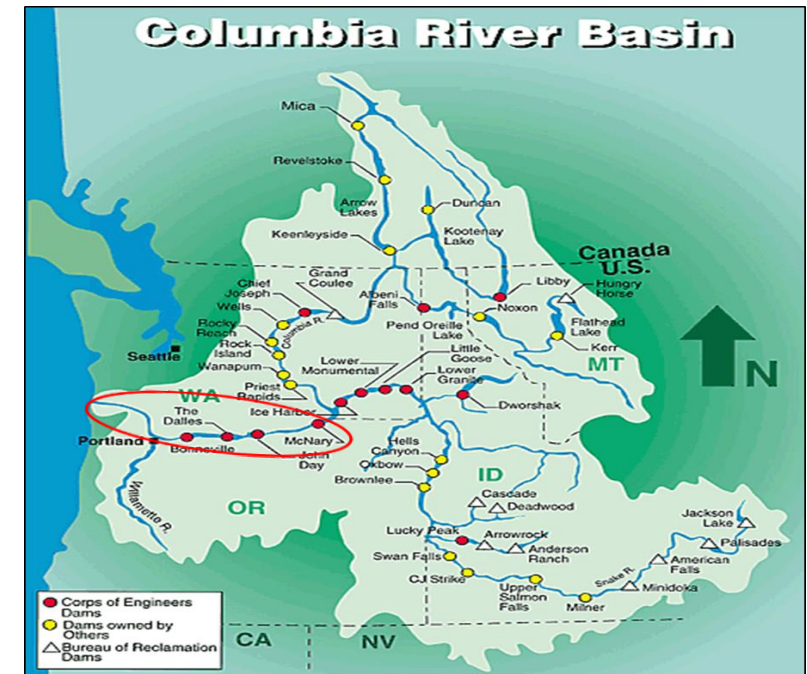 Columbia River Basin
Mica
Revelstoke
Arrow
Lakes
Duncan
Kootenay
Lake
Keenleyside
Canada
U.S.
Grand
Coulee
Chief
Joseph
Albeni
Falls
Libby
Hungry
Horse
Wells
Columbia R.
Noxon
Rocky
Reach
Pend Oreille
Lake
Flathead
Lake
Rock
Island
Seattle
Kerr
Wanapum
Lower
Monumental
Little
Goose
MT
N
Priest
Rapids
Lower
Granite
WA
Ice Harbor
Dworshak
The
Dalles
Portland
Bonneville
McNary
John
Day
Hells
Canyon
Oxbow
Brownlee
ID
Willamette R.
OR
Cascade
Deadwood
Jackson
Lake
Lucky Peak
Arrowrock
Palisades
Anderson
Ranch
American
Falls
Swan Falls
CJ Strike
Snake R.
Minidoka
Upper
Salmon
Falls
Milner
Corps of Engineers
Dams
Dams owned by
Others
Bureau of Reclamation
Dams
CA
NV